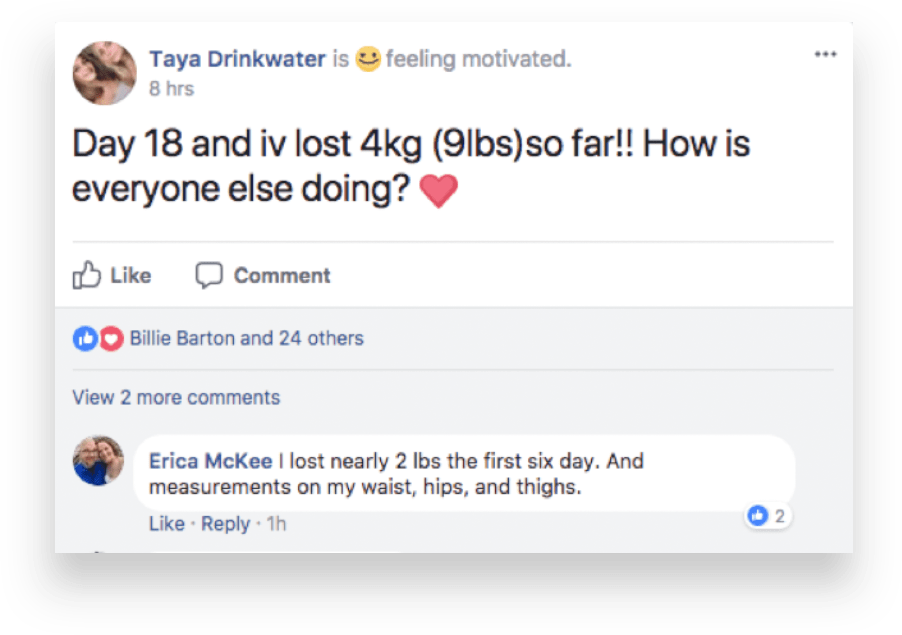 Taya Drinkwater is feeling motivated.
8 hrs
Day 18 and iv lost 4kg (9lbs)so far!! How is
everyone else doing?
Like Comment
Billie Barton and 24 others
View 2 more comments
Erica McKee I lost nearly 2 lbs the first six day. And
measurements on my waist, hips, and thighs.
2
Like · Reply · 1h